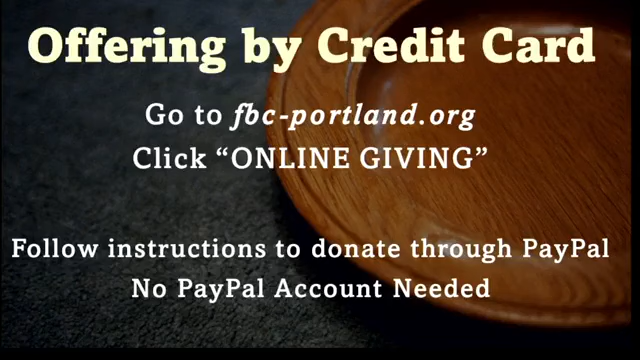 Offering by Credit Card
Go to fbc-portland.org
Click “ONLINE GIVING”
Follow instructions to donate through PayPal
No PayPal Account Needed